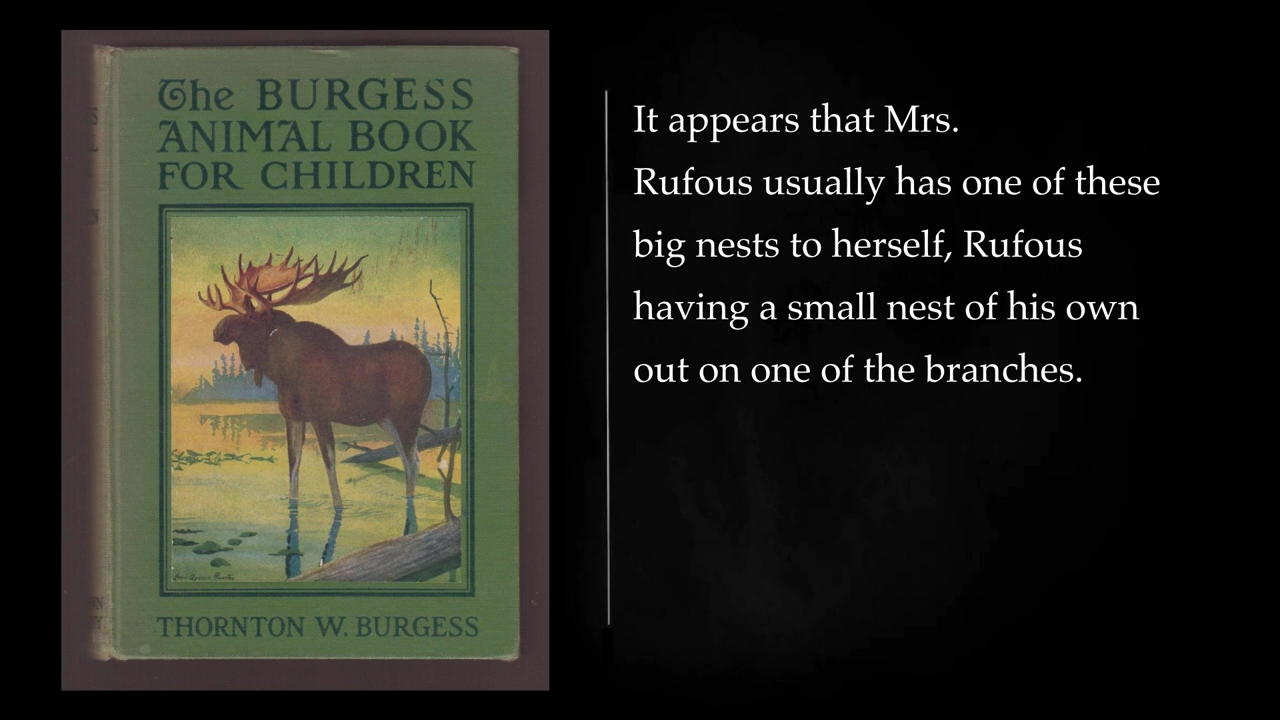 The BURGESS
ANIMAL BOOK
FOR CHILDREN
THORNTON W. BURGESS
It appears that Mrs.
Rufous usually has one of these
big nests to herself, Rufous
having a small nest of his own
out on one of the branches.